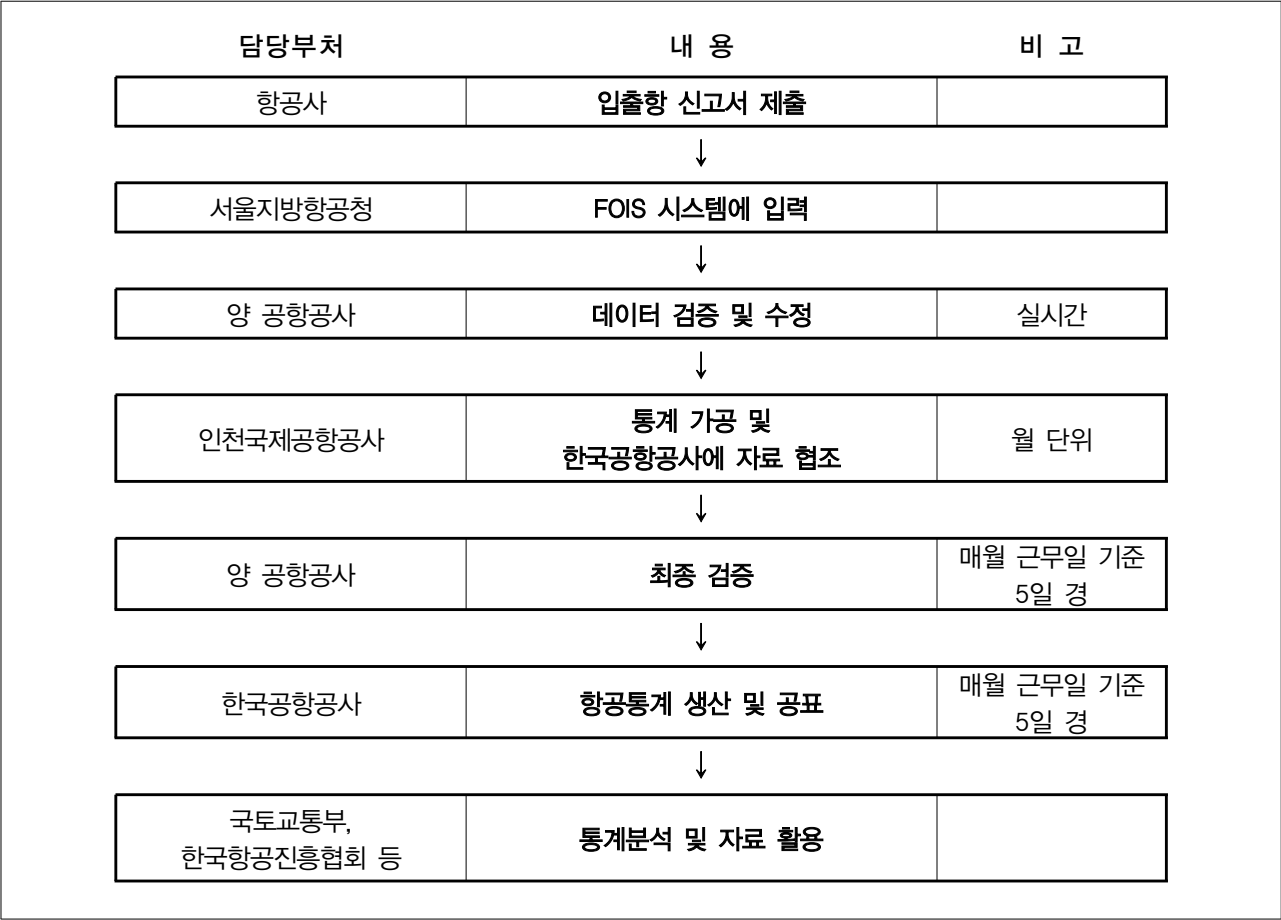 담당부처 내 용 비 고
항공사 입출항 신고서 제출
↓
서울지방항공청 FOIS 시스템에 입력
↓
양 공항공사 데이터 검증 및 수정 실시간
↓
인천국제공항공사 통계 가공 및
한국공항공사에 자료 협조 월 단위
↓
양 공항공사 최종 검증 매월 근무일 기준
5일 경
↓
한국공항공사 항공통계 생산 및 공표 매월 근무일 기준
5일 경
↓
국토교통부,
한국항공진흥협회 등 통계분석 및 자료 활용